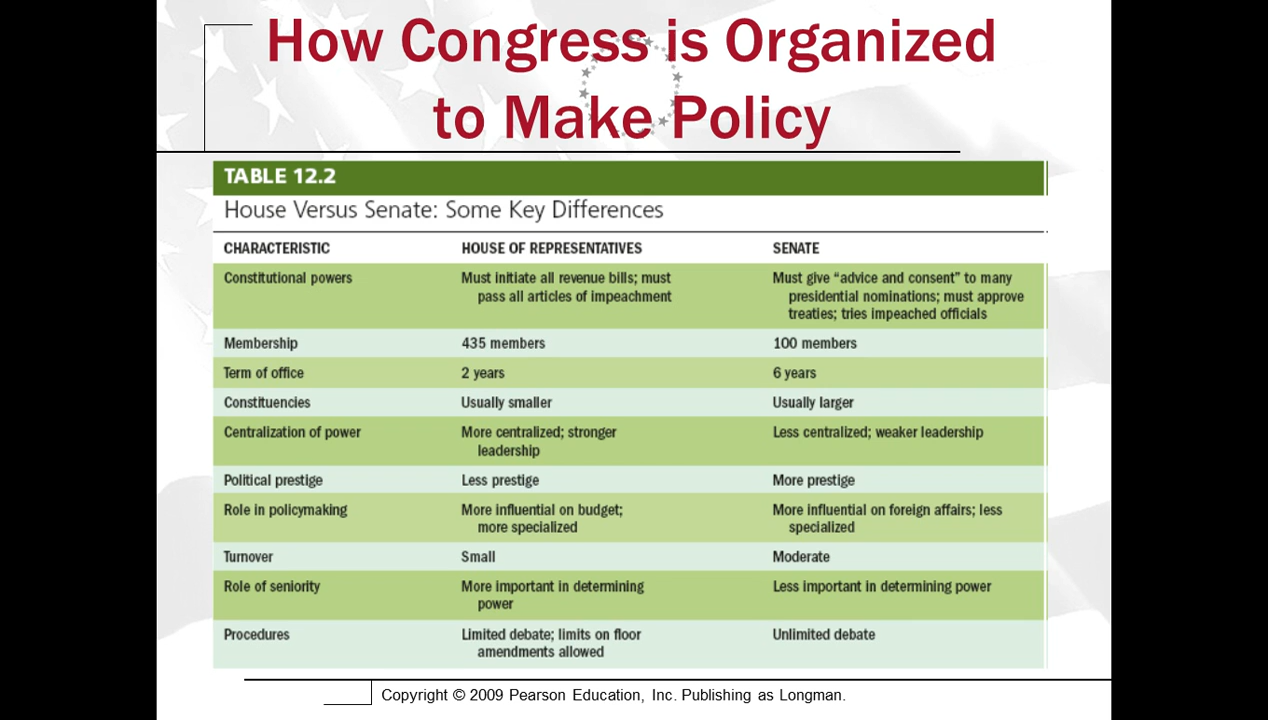 How Congress is Organized
to Make Policy
TABLE 12.2
House Versus Senate: Some Key Differences
CHARACTERISTIC HOUSE OF REPRESENTATIVES SENATE
Constitutional powers Must initiate all revenue bills; must Must give “advice and consent” to many
pass all articles of impeachment presidential nominations; must approve
treaties; tries impeached officials
Membership 435 members 100 members
Term of office 2 years 6 years
Constituencies Usually smaller Usually larger
Centralization of power More centralized; stronger Less centralized; weaker leadership
leadership
Political prestige Less prestige More prestige
Role in policymaking More influential on budget; More influential on foreign affairs; less
more specialized specialized
Turnover Small Moderate
Role of seniority More important in determining Less important in determining power
power
Procedures Limited debate; limits on floor Unlimited debate
amendments allowed
Copyright © 2009 Pearson Education, Inc. Publishing as Longman.